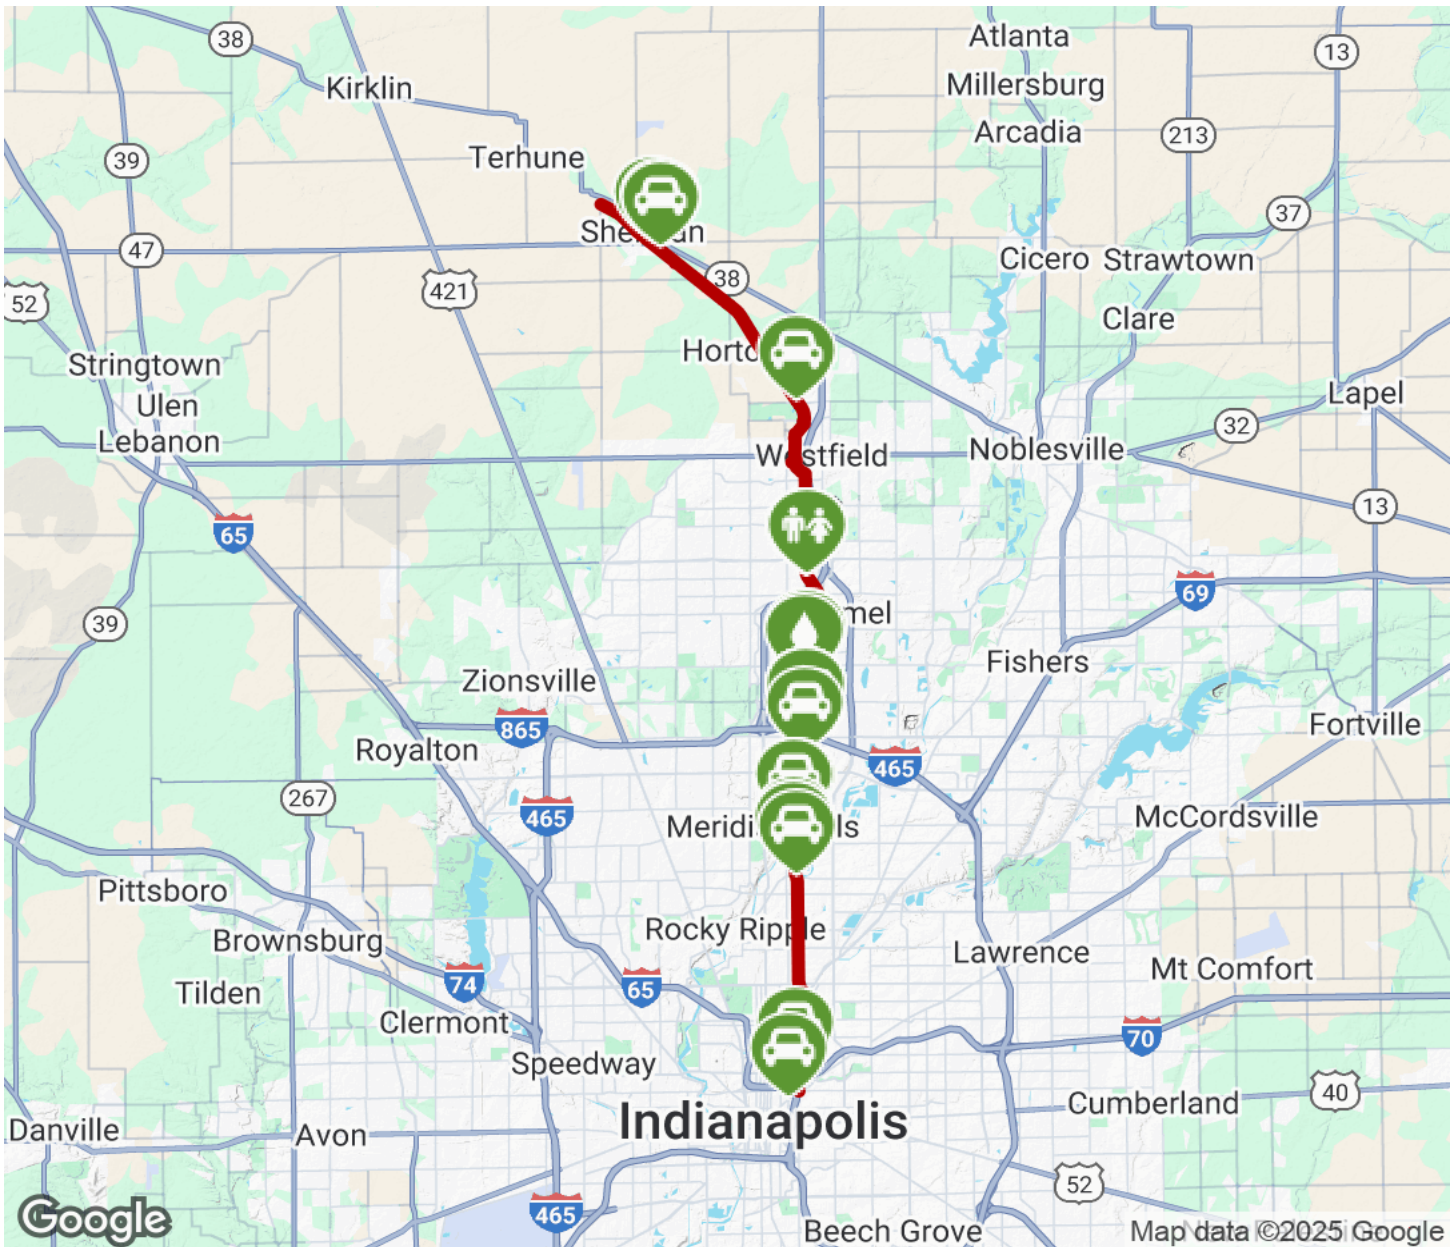 38
Atlanta
13
Kirklin
Millersburg
39
Arcadia
213
Terhune
37
47
38
Cicero
Strawtown
52
421
Clare
Stringtown
Lapel
Ulen
32
Lebanon
Westfield
Noblesville
65
13
39
69
Fishers
Zionsville
865
Fortville
Royalton
465
267
465
McCordsville
Pittsboro
Rocky Ripple
Brownsburg
Lawrence
Mt Comfort
74
65
Tilden
Clermont
70
Speedway
40
Indianapolis
Cumberland
Danville
Avon
52
465
Google
Beech Grove
Map data ©2025 Google